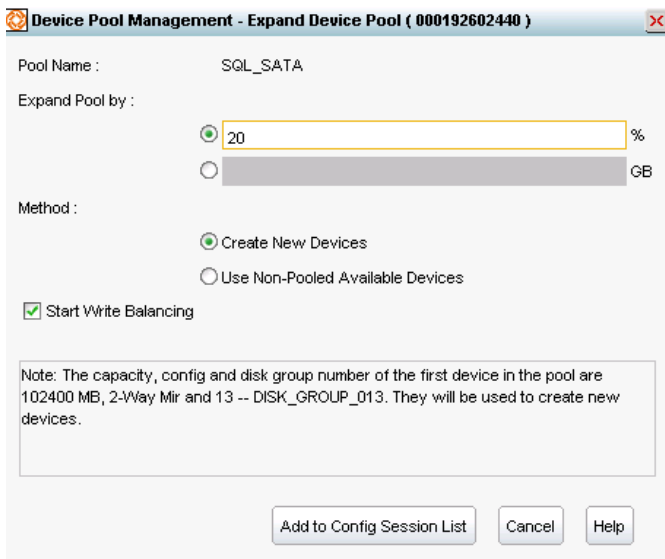 Device Pool Management - Expand Device Pool ( 000192602440 )
Pool Name : SQL_SATA
Expand Pool by :
20 %
GB
Method :
Create New Devices
Use Non-Pooled Available Devices
Start Write Balancing
Note: The capacity, config and disk group number of the first device in the pool are
102400 MB, 2-Way Mir and 13 -- DISK_GROUP_013. They will be used to create new
devices.
Add to Config Session List Cancel Help